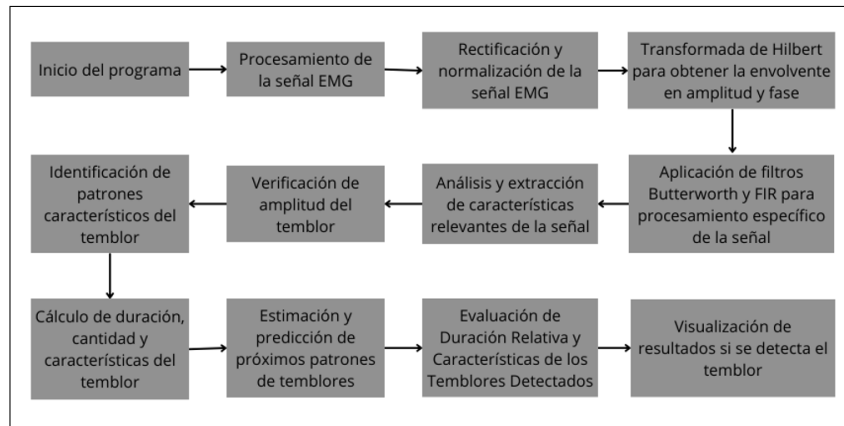 Inicio del programa
Procesamiento de
la señal EMG
Rectificación y
normalización de la
señal EMG
Transformada de Hilbert
para obtener la envolvente
en amplitud y fase
Aplicación de filtros
Butterworth y FIR para
procesamiento específico
de la señal
Análisis y extracción
de características
relevantes de la señal
Verificación de
amplitud del
temblor
Identificación de
patrones
característicos del
temblor
Cálculo de duración,
cantidad y
características del
temblor
Estimación y
predicción de
próximos patrones
de temblores
Evaluación de
Duración Relativa y
Características de los
Temblores Detectados
Visualización de
resultados si se detecta el
temblor